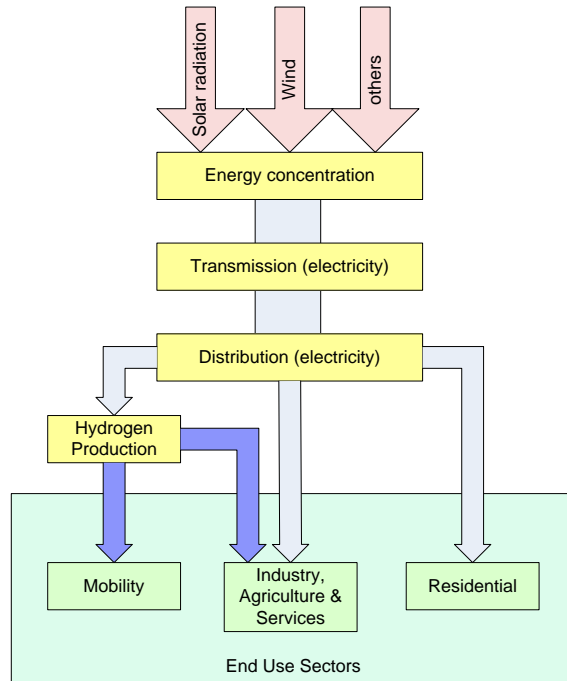 Solar radiation
Wind
others
Energy concentration
Transmission (electricity)
Distribution (electricity)
Hydrogen
Production
Mobility
Industry,
Agriculture &
Services
Residential
End Use Sectors